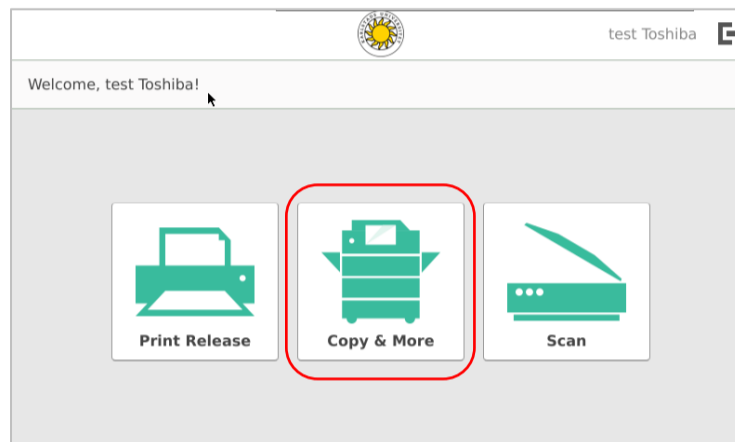 test Toshiba
Welcome, test Toshiba!
Print Release
Copy & More
Scan